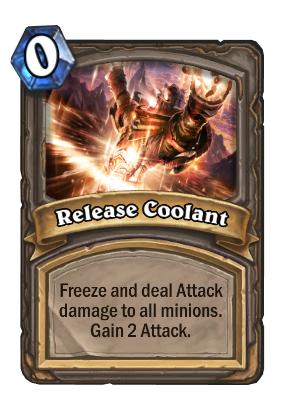 0
Release Coolant
Freeze and deal Attack
damage to all minions.
Gain 2 Attack.